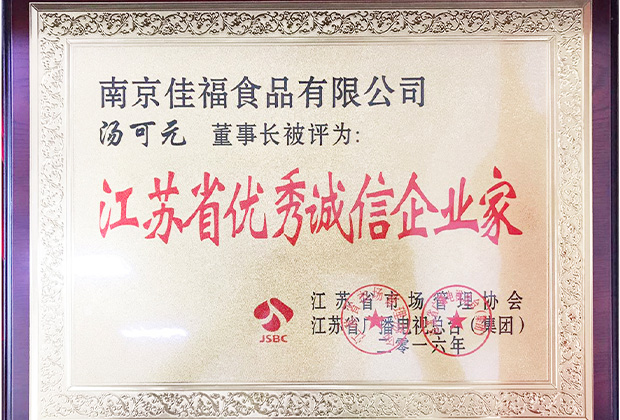 南京佳福食品有限公司
汤可元 董事长被评为:
江苏省优秀诚信企业家
江苏省市场管理协会
JSBC
江苏省广播电视总台(集团)
二零一六年